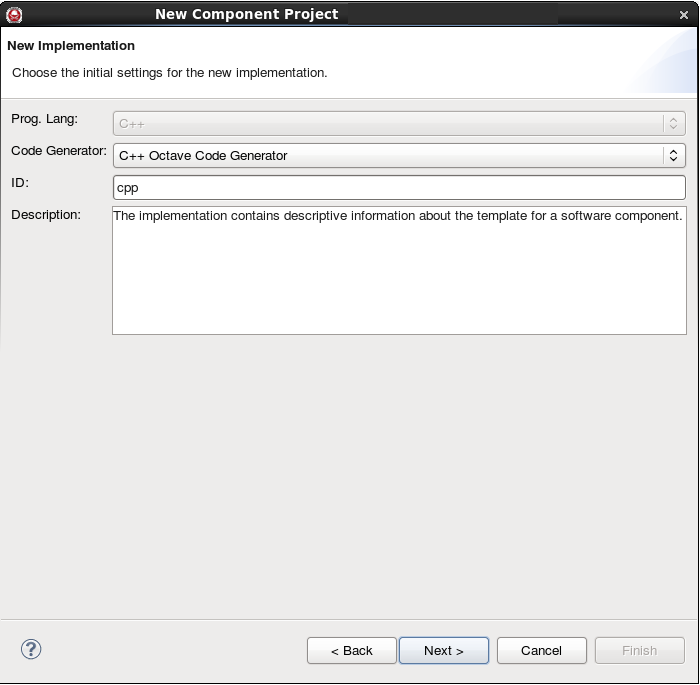 New Component Project
New Implementation
Choose the initial settings for the new implementation.
Prog. Lang: C++
Code Generator: C++ Octave Code Generator
ID: cpp
Description: The implementation contains descriptive information about the template for a software component.
? < Back Next > Cancel Finish